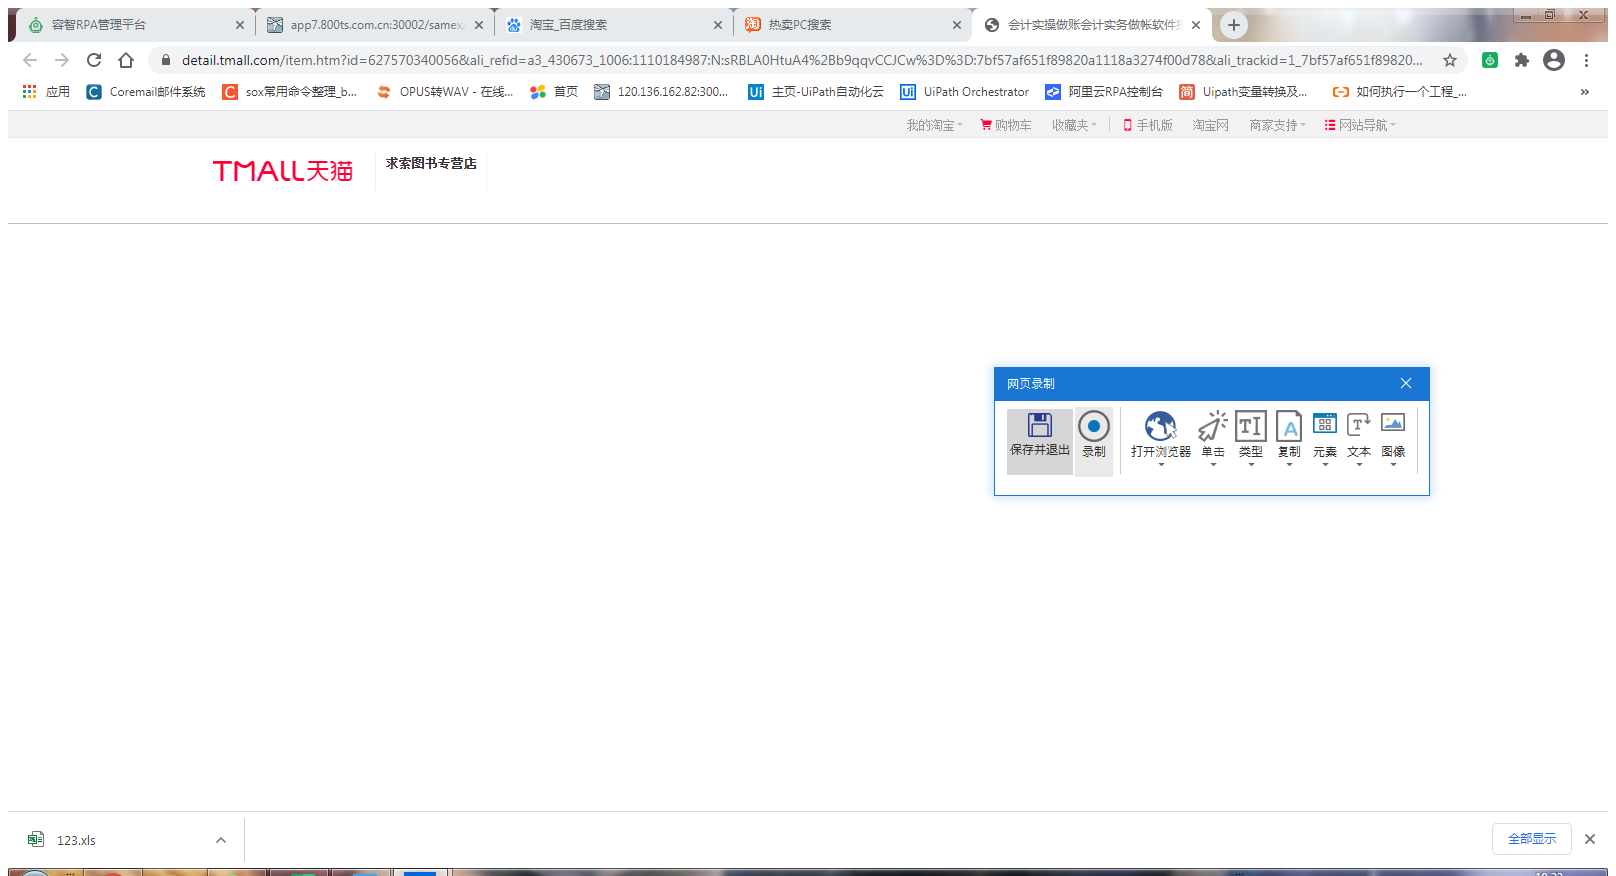 容智RPA管理平台
app7.800ts.com.cn:30002/samex
淘宝_百度搜索
热卖PC搜索
会计实操做账会计实务做帐软件
detail.tmall.com/item.htm?id=627570340056&ali_refid=a3_430673_1006:1110184987:N:sRBLA0HtuA4%2Bb9qqvCCJCw%3D%3D:7bf57af651f89820a1118a3274f00d78&ali_trackid=1_7bf57af651f89820...
应用
Coremail邮件系统
sox常用命令整理_b...
OPUS转WAV - 在线...
首页
120.136.162.82:300...
主页-UiPath自动化云
UiPath Orchestrator
阿里云RPA控制台
Uipath变量转换及...
如何执行一个工程_...
»
我的淘宝
购物车
收藏夹
手机版
淘宝网
商家支持
网站导航
TMALL天猫
求索图书专营店
网页录制
保存并退出
录制
打开浏览器
单击
类型
复制
元素
文本
图像
123.xls
全部显示